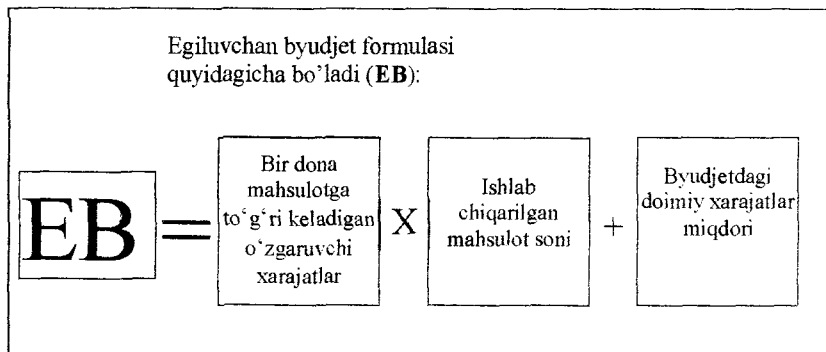 Egiluvchan byudjet formulasi
quyidagicha bo'ladi (EB):
EB
=
Bir dona
mahsulotga
to‘g‘ri keladigan
o‘zgaruvchi
xarajatlar
X
Ishlab
chiqarilgan
mahsulot soni
+
Byudjetdagi
doimiy xarajatlar
miqdori